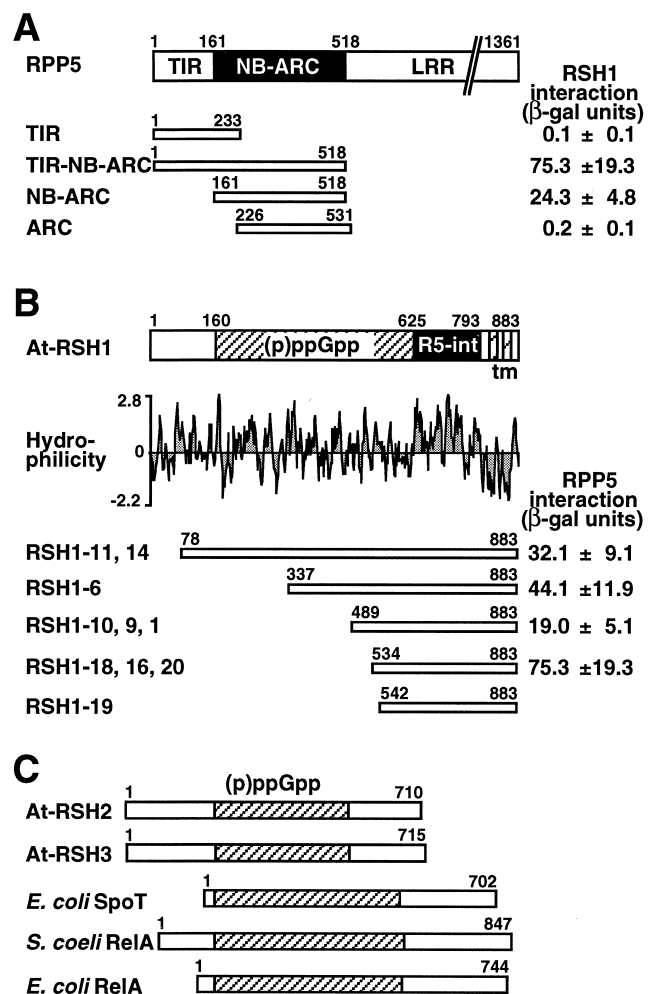 A
1 161 518 1361
RPP5 TIR NB-ARC LRR
RSH1
interaction
(β-gal units)
1 233
TIR 0.1 ± 0.1
1 518
TIR-NB-ARC 75.3 ±19.3
161 518
NB-ARC 24.3 ± 4.8
226 531
ARC 0.2 ± 0.1
B
1 160 625 793 883
At-RSH1 (p)ppGpp R5-int
tm
2.8
Hydro-
philicity
0
-2.2
RPP5
interaction
(β-gal units)
78 883
RSH1-11, 14 32.1 ± 9.1
337 883
RSH1-6 44.1 ±11.9
489 883
RSH1-10, 9, 1 19.0 ± 5.1
534 883
RSH1-18, 16, 20 75.3 ±19.3
542 883
RSH1-19
C
(p)ppGpp
1 710
At-RSH2
1 715
At-RSH3
1 702
E. coli SpoT
1 847
S. coeli RelA
1 744
E. coli RelA